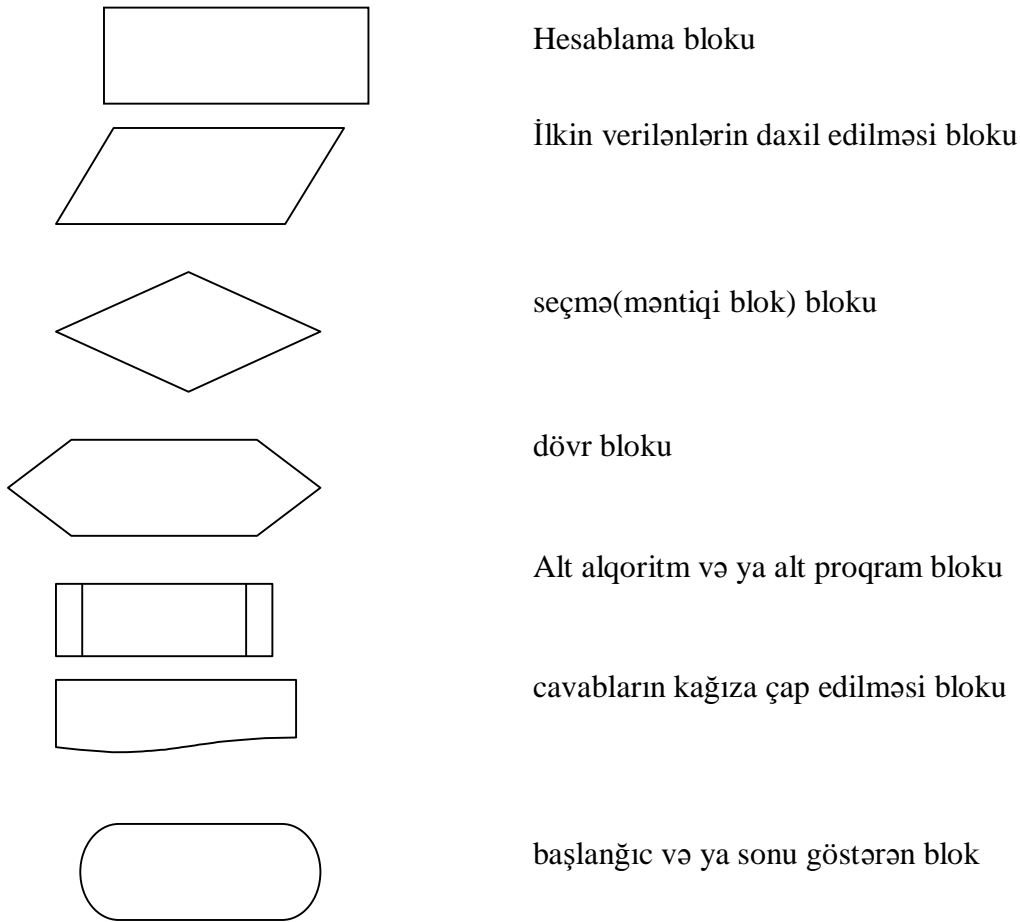 Hesablama bloku
İlkin verilənlərin daxil edilməsi bloku
seçmə(məntiqi blok) bloku
dövr bloku
Alt alqoritm və ya alt proqram bloku
cavabların kağıza çap edilməsi bloku
başlanğıc və ya sonu göstərən blok